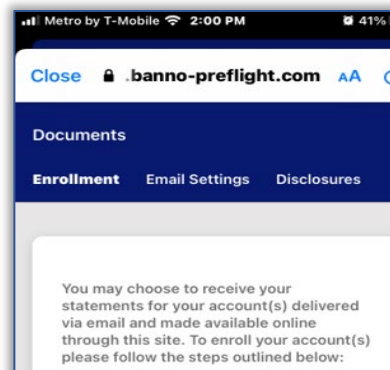 Metro by T-Mobile 2:00 PM 41%
Close .banno-preflight.com AA
Documents
Enrollment Email Settings Disclosures
You may choose to receive your
statements for your account(s) delivered
via email and made available online
through this site. To enroll your account(s)
please follow the steps outlined below: